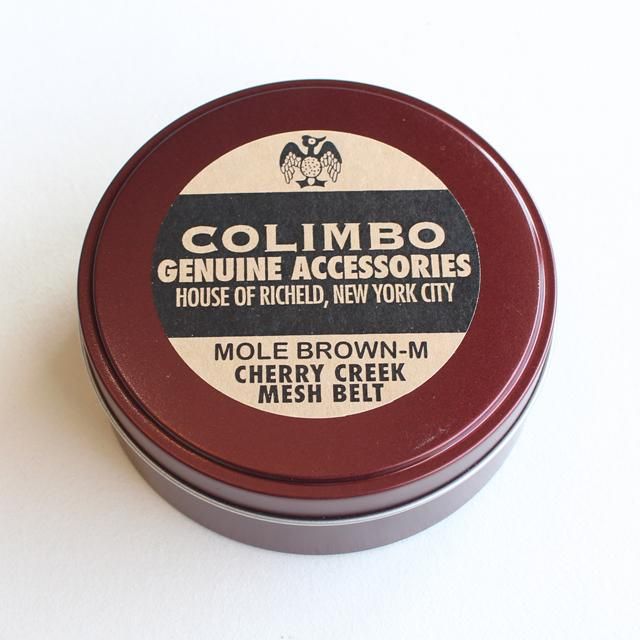 COLIMBO
GENUINE ACCESSORIES
HOUSE OF RICHELD, NEW YORK CITY
MOLE BROWN-M
CHERRY CREEK
MESH BELT